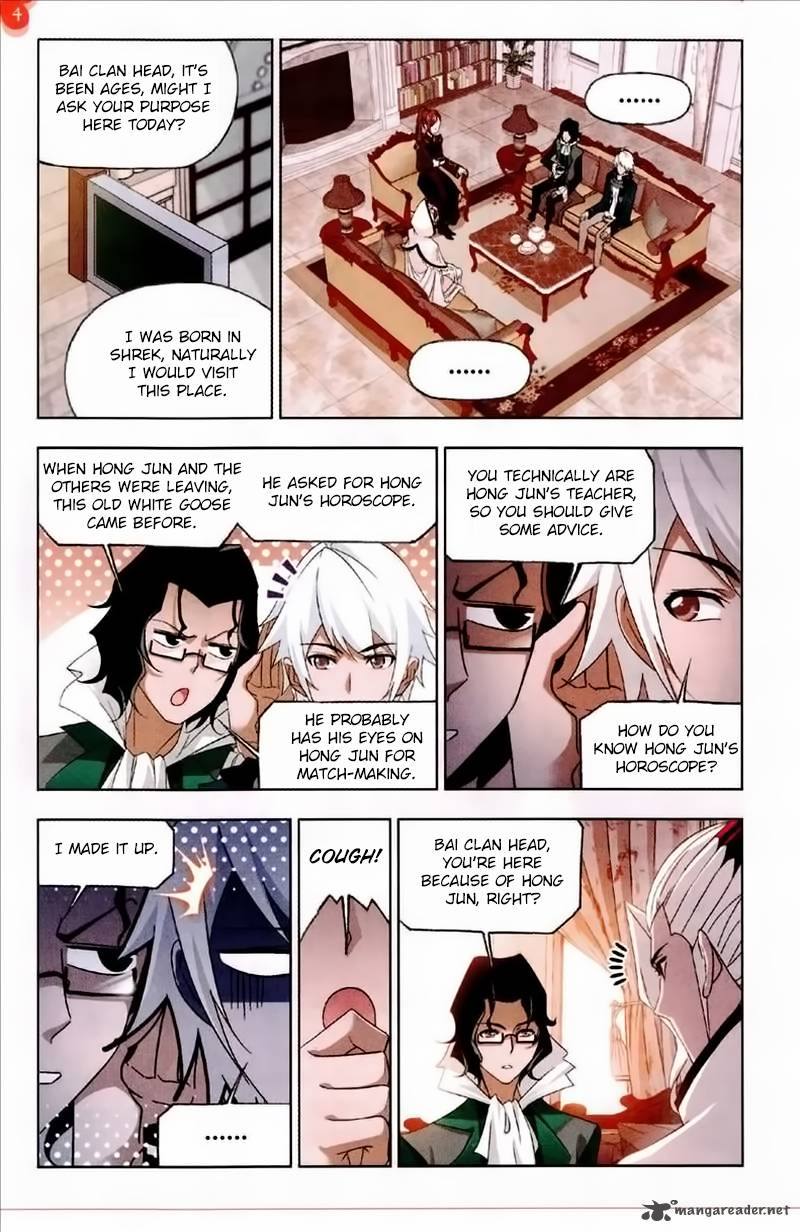 4
BAI CLAN HEAD, IT'S
BEEN AGES, MIGHT I
ASK YOUR PURPOSE
HERE TODAY?
I WAS BORN IN
SHREK, NATURALLY
I WOULD VISIT
THIS PLACE.
......
......
WHEN HONG JUN AND THE
OTHERS WERE LEAVING,
THIS OLD WHITE GOOSE
CAME BEFORE.
HE ASKED FOR HONG
JUN'S HOROSCOPE.
HE PROBABLY
HAS HIS EYES ON
HONG JUN FOR
MATCH-MAKING.
YOU TECHNICALLY ARE
HONG JUN'S TEACHER,
SO YOU SHOULD GIVE
SOME ADVICE.
HOW DO YOU
KNOW HONG JUN'S
HOROSCOPE?
I MADE IT UP.
......
COUGH!
BAI CLAN HEAD,
YOU'RE HERE
BECAUSE OF HONG
JUN, RIGHT?
mangareader.net